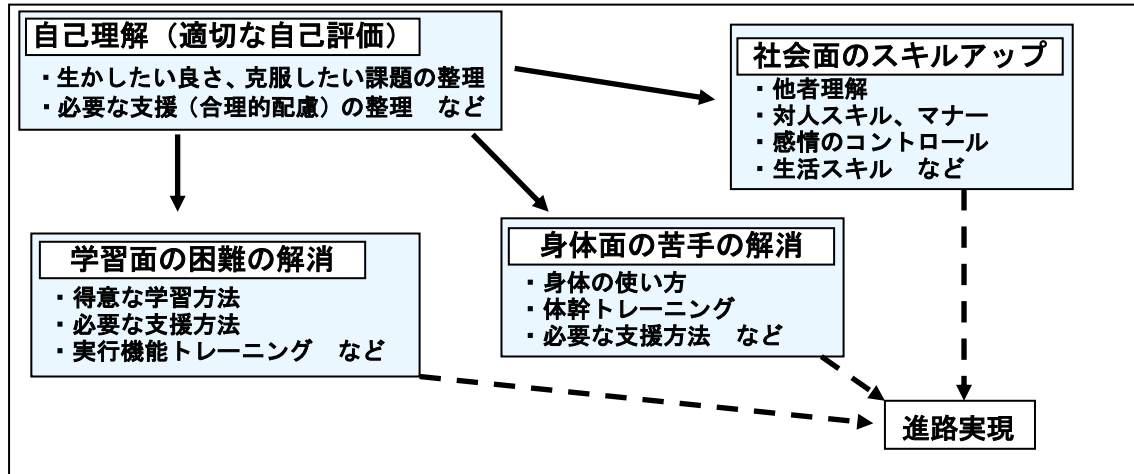 自己理解（適切な自己評価）
・生かしたい良さ、克服したい課題の整理
・必要な支援（合理的配慮）の整理　など
社会面のスキルアップ
・他者理解
・対人スキル、マナー
・感情のコントロール
・生活スキル　など
学習面の困難の解消
・得意な学習方法
・必要な支援方法
・実行機能トレーニング　など
身体面の苦手の解消
・身体の使い方
・体幹トレーニング
・必要な支援方法　など
進路実現